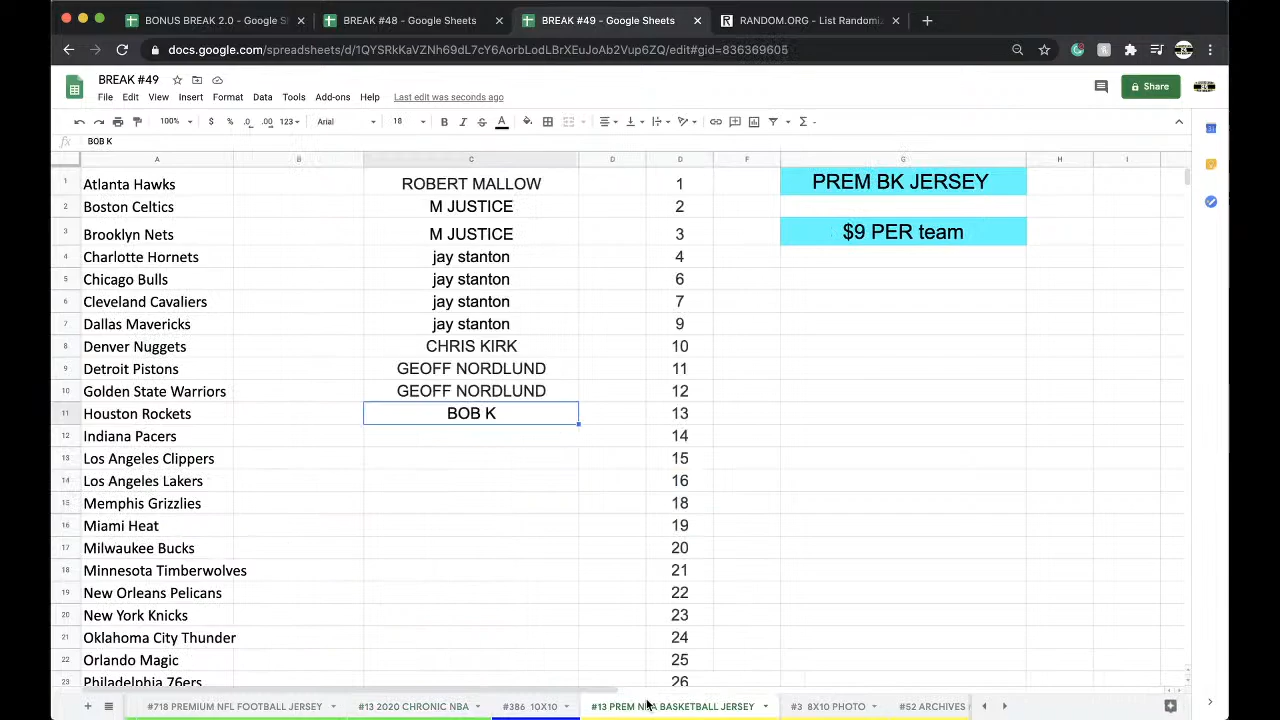 BONUS BREAK 2.0 - Google S
BREAK #48 - Google Sheets
BREAK #49 - Google Sheets
RANDOM.ORG - List Randomi
docs.google.com/spreadsheets/d/1QYSRkKaVZNh69dL7cY6AorbLodLBrXEuJoAb2Vup6ZQ/edit#gid=836369605
BREAK #49
File Edit View Insert Format Data Tools Add-ons Help Last edit was seconds ago
Share
100% $ % .0 .00 123 Arial 18 B I S A
fx BOB K
A B C D D F G H I
1 Atlanta Hawks ROBERT MALLOW 1 PREM BK JERSEY
2 Boston Celtics M JUSTICE 2
3 Brooklyn Nets M JUSTICE 3 $9 PER team
4 Charlotte Hornets jay stanton 4
5 Chicago Bulls jay stanton 6
6 Cleveland Cavaliers jay stanton 7
7 Dallas Mavericks jay stanton 9
8 Denver Nuggets CHRIS KIRK 10
9 Detroit Pistons GEOFF NORDLUND 11
10 Golden State Warriors GEOFF NORDLUND 12
11 Houston Rockets BOB K 13
12 Indiana Pacers 14
13 Los Angeles Clippers 15
14 Los Angeles Lakers 16
15 Memphis Grizzlies 18
16 Miami Heat 19
17 Milwaukee Bucks 20
18 Minnesota Timberwolves 21
19 New Orleans Pelicans 22
20 New York Knicks 23
21 Oklahoma City Thunder 24
22 Orlando Magic 25
23 Philadelphia 76ers 26
#718 PREMIUM NFL FOOTBALL JERSEY #13 2020 CHRONIC NBA #386 10X10 #13 PREM NBA BASKETBALL JERSEY #3 8X10 PHOTO #52 ARCHIVES